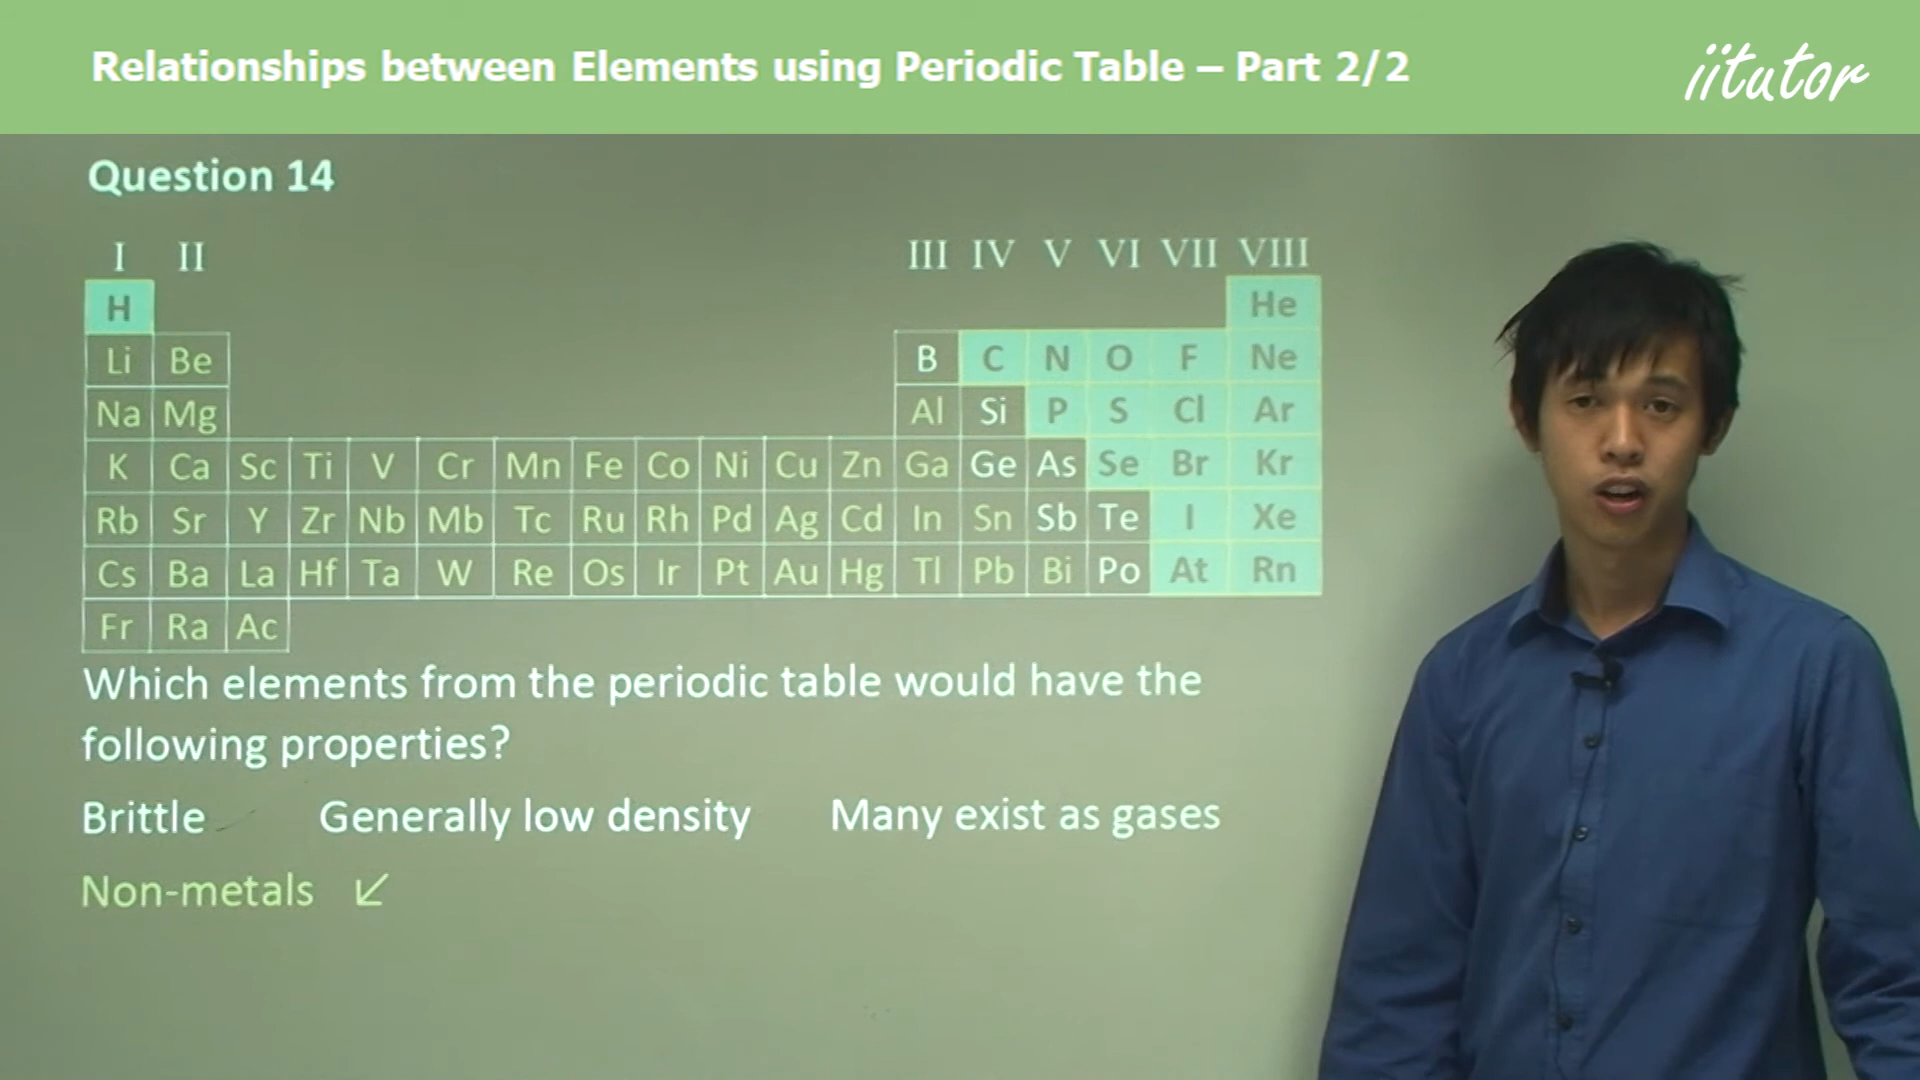 Relationships between Elements using Periodic Table – Part 2/2
iitutor
Question 14
I II III IV V VI VII VIII
H He
Li Be B C N O F Ne
Na Mg Al Si P S Cl Ar
K Ca Sc Ti V Cr Mn Fe Co Ni Cu Zn Ga Ge As Se Br Kr
Rb Sr Y Zr Nb Mb Tc Ru Rh Pd Ag Cd In Sn Sb Te I Xe
Cs Ba La Hf Ta W Re Os Ir Pt Au Hg Tl Pb Bi Po At Rn
Fr Ra Ac
Which elements from the periodic table would have the
following properties?
Brittle Generally low density Many exist as gases
Non-metals ↙